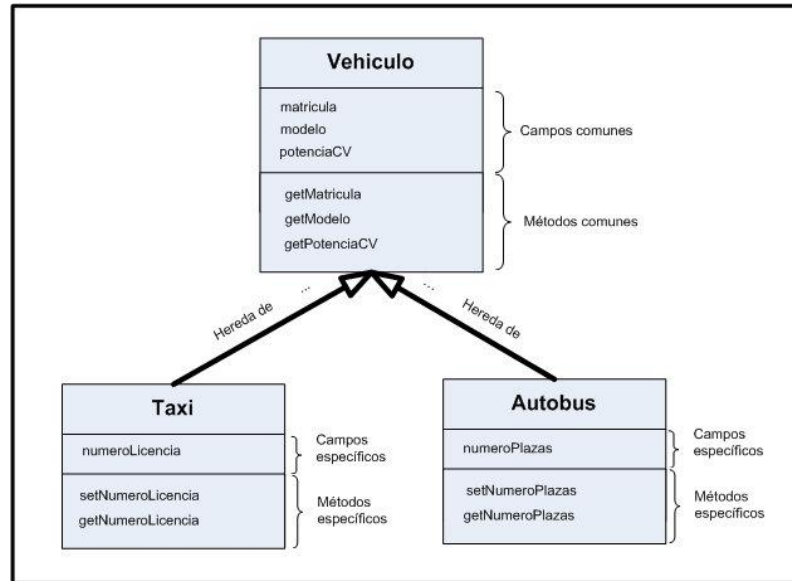 Vehiculo
matricula
modelo
potenciaCV
Campos comunes
getMatricula
getModelo
getPotenciaCV
Métodos comunes
Hereda de ...
... Hereda de
Taxi
numeroLicencia
Campos específicos
setNumeroLicencia
getNumeroLicencia
Métodos específicos
Autobus
numeroPlazas
Campos específicos
setNumeroPlazas
getNumeroPlazas
Métodos específicos